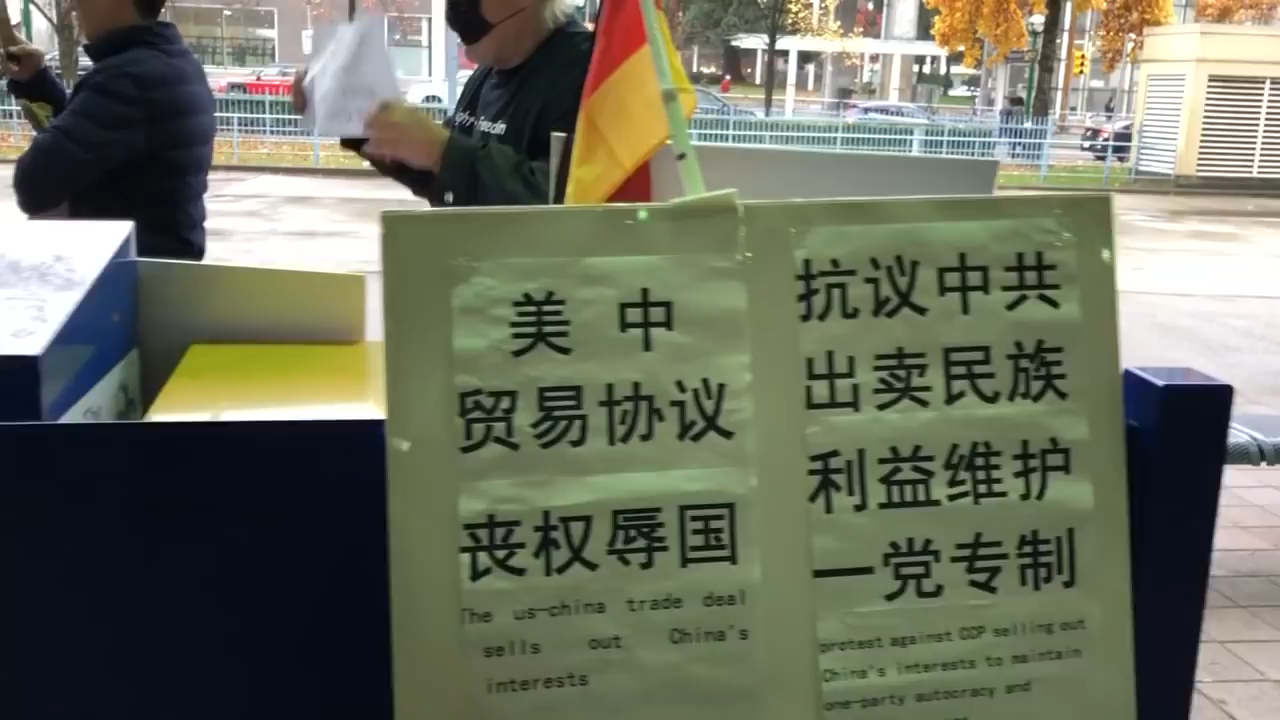 美 中
贸易协议
丧权辱国
The us-china trade deal
sells out China's
interests
抗议中共
出卖民族
利益维护
一党专制
protest against CCP selling out
China's interests to maintain
one-party autocracy and